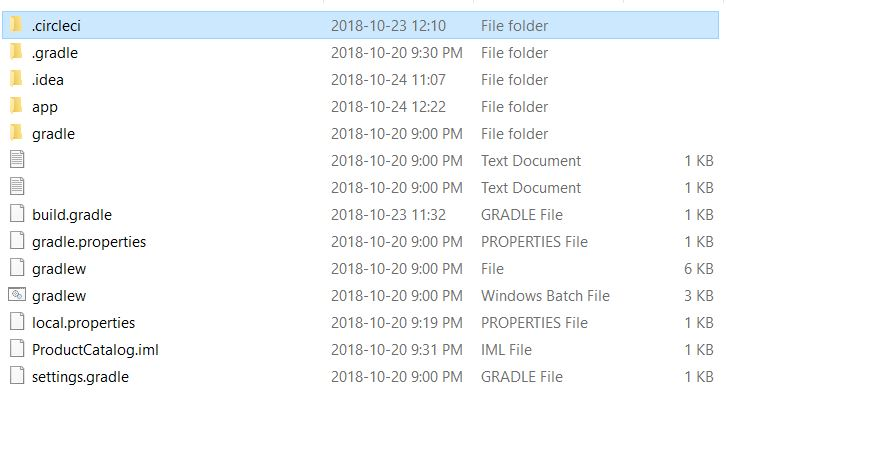 .circleci 2018-10-23 12:10 File folder
.gradle 2018-10-20 9:30 PM File folder
.idea 2018-10-24 11:07 File folder
app 2018-10-24 12:22 File folder
gradle 2018-10-20 9:00 PM File folder
2018-10-20 9:00 PM Text Document 1 KB
2018-10-20 9:00 PM Text Document 1 KB
build.gradle 2018-10-23 11:32 GRADLE File 1 KB
gradle.properties 2018-10-20 9:00 PM PROPERTIES File 1 KB
gradlew 2018-10-20 9:00 PM File 6 KB
gradlew 2018-10-20 9:00 PM Windows Batch File 3 KB
local.properties 2018-10-20 9:19 PM PROPERTIES File 1 KB
ProductCatalog.iml 2018-10-20 9:31 PM IML File 1 KB
settings.gradle 2018-10-20 9:00 PM GRADLE File 1 KB